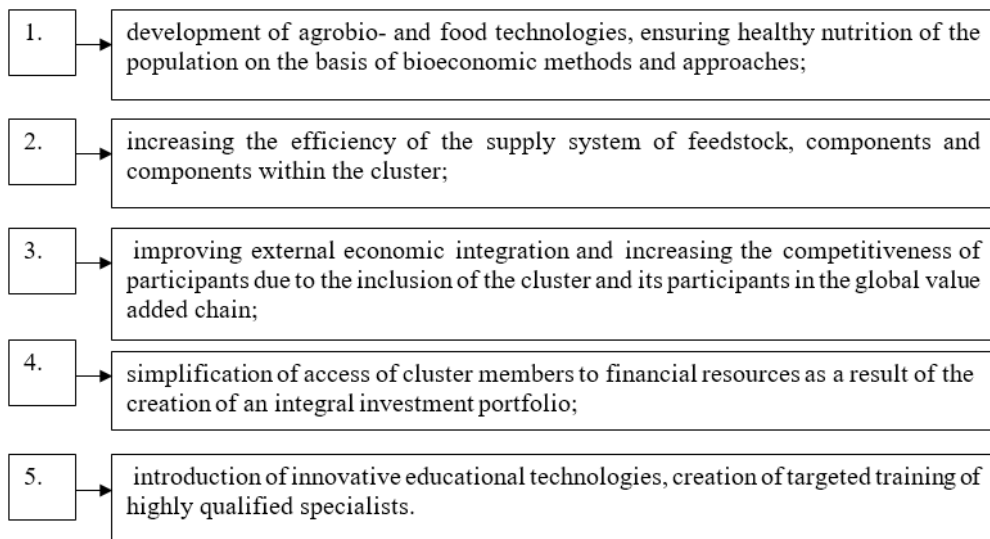 1.
development of agrobio- and food technologies, ensuring healthy nutrition of the
population on the basis of bioeconomic methods and approaches;
2.
increasing the efficiency of the supply system of feedstock, components and
components within the cluster;
3.
improving external economic integration and increasing the competitiveness of
participants due to the inclusion of the cluster and its participants in the global value
added chain;
4.
simplification of access of cluster members to financial resources as a result of the
creation of an integral investment portfolio;
5.
introduction of innovative educational technologies, creation of targeted training of
highly qualified specialists.